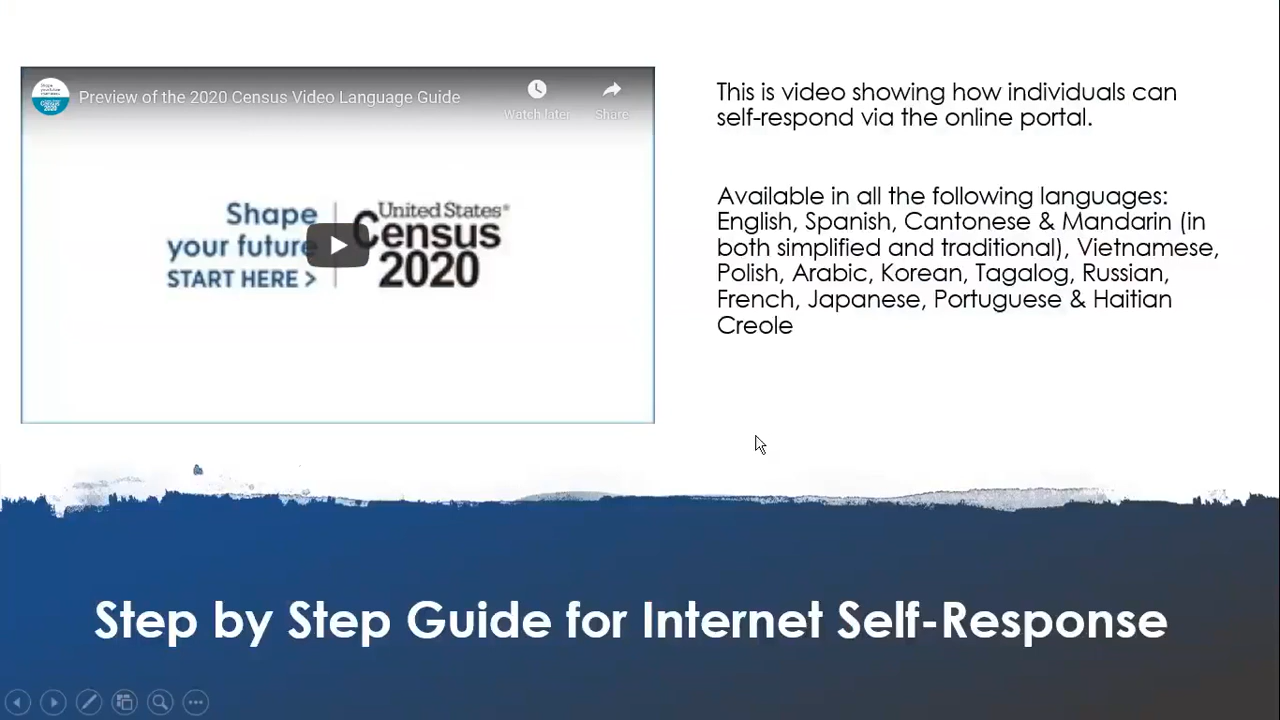 Preview of the 2020 Census Video Language Guide
Watch later
Share
Shape
your future
START HERE >
United States®
Census
2020
This is video showing how individuals can
self-respond via the online portal.
Available in all the following languages:
English, Spanish, Cantonese & Mandarin (in
both simplified and traditional), Vietnamese,
Polish, Arabic, Korean, Tagalog, Russian,
French, Japanese, Portuguese & Haitian
Creole
Step by Step Guide for Internet Self-Response